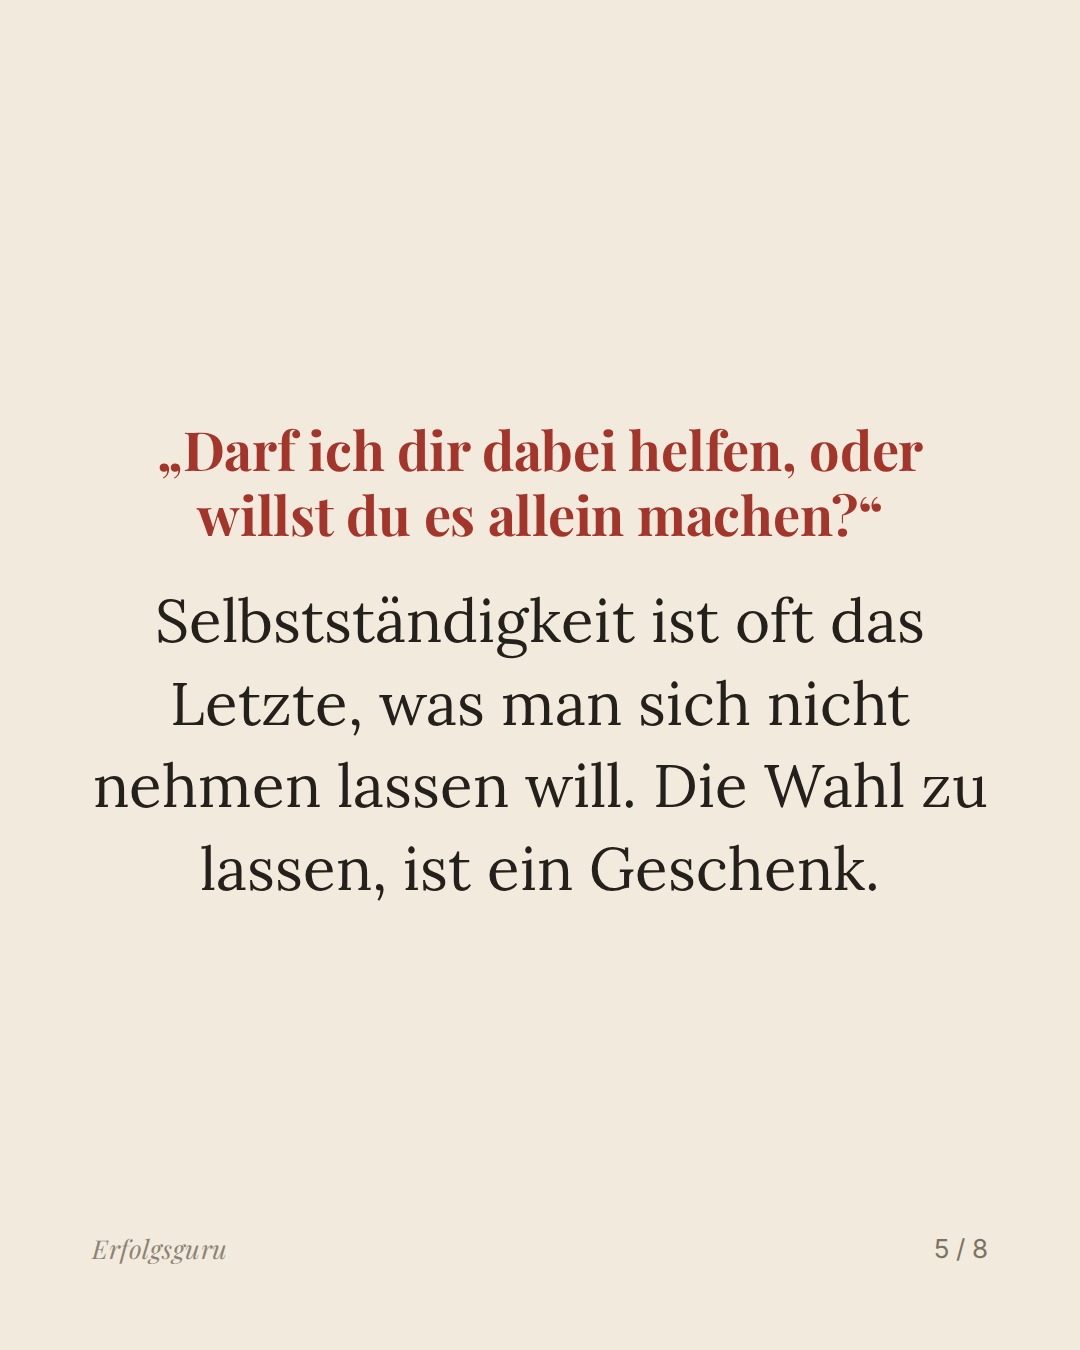 „Darf ich dir dabei helfen, oder
willst du es allein machen?“
Selbstständigkeit ist oft das
Letzte, was man sich nicht
nehmen lassen will. Die Wahl zu
lassen, ist ein Geschenk.
Erfolgsguru
5 / 8